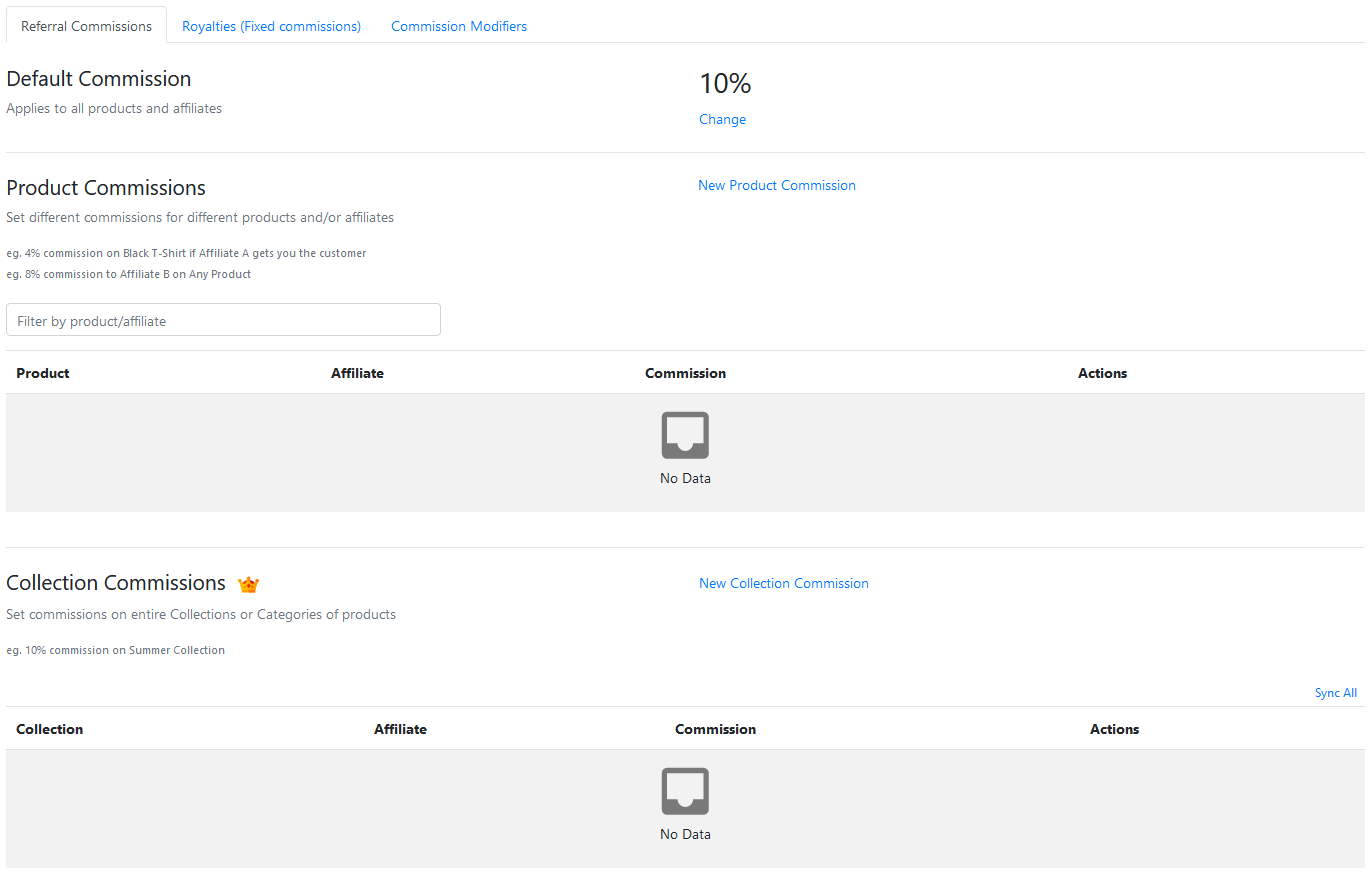 Referral Commissions Royalties (Fixed commissions) Commission Modifiers
Default Commission 10%
Applies to all products and affiliates
Change
Product Commissions New Product Commission
Set different commissions for different products and/or affiliates
eg. 4% commission on Black T-Shirt if Affiliate A gets you the customer
eg. 8% commission to Affiliate B on Any Product
Filter by product/affiliate
Product Affiliate Commission Actions
No Data
Collection Commissions New Collection Commission
Set commissions on entire Collections or Categories of products
eg. 10% commission on Summer Collection
Sync All
Collection Affiliate Commission Actions
No Data